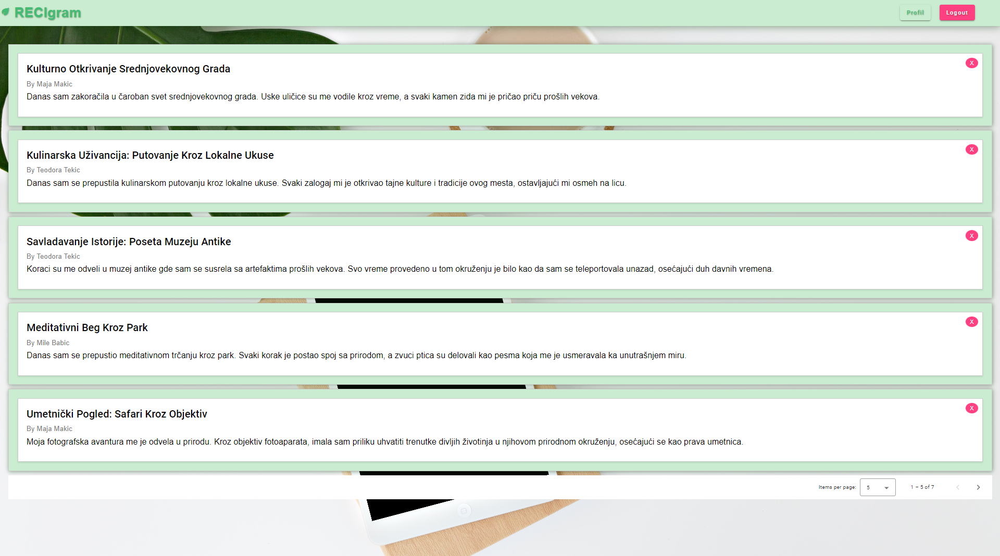 RECIgram
Profil
Logout
Kulturno Otkrivanje Srednjovekovnog Grada
X
By Maja Makic
Danas sam zakoračila u čaroban svet srednjovekovnog grada. Uske uličice su me vodile kroz vreme, a svaki kamen zida mi je pričao priču prošlih vekova.
Kulinarska Uživancija: Putovanje Kroz Lokalne Ukuse
X
By Teodora Tekic
Danas sam se prepustila kulinarskom putovanju kroz lokalne ukuse. Svaki zalogaj mi je otkrivao tajne kulture i tradicije ovog mesta, ostavljajući mi osmeh na licu.
Savladavanje Istorije: Poseta Muzeju Antike
X
By Teodora Tekic
Koraci su me odveli u muzej antike gde sam se susrela sa artefaktima prošlih vekova. Svo vreme provedeno u tom okruženju je bilo kao da sam se teleportovala unazad, osećajući duh davnih vremena.
Meditativni Beg Kroz Park
X
By Mile Babic
Danas sam se prepustio meditativnom trčanju kroz park. Svaki korak je postao spoj sa prirodom, a zvuci ptica su delovali kao pesma koja me je usmeravala ka unutrašnjem miru.
Umetnički Pogled: Safari Kroz Objektiv
X
By Maja Makic
Moja fotografska avantura me je odvela u prirodu. Kroz objektiv fotoaparata, imala sam priliku uhvatiti trenutke divljih životinja u njihovom prirodnom okruženju, osećajući se kao prava umetnica.
Items per page: 5 1 – 5 of 7